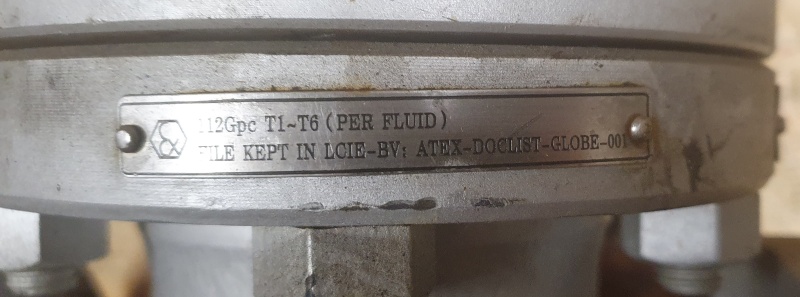 II2Gpc T1~T6 (PER FLUID)
FILE KEPT IN LCIE-BV: ATEX-DOCLIST-GLOBE-001